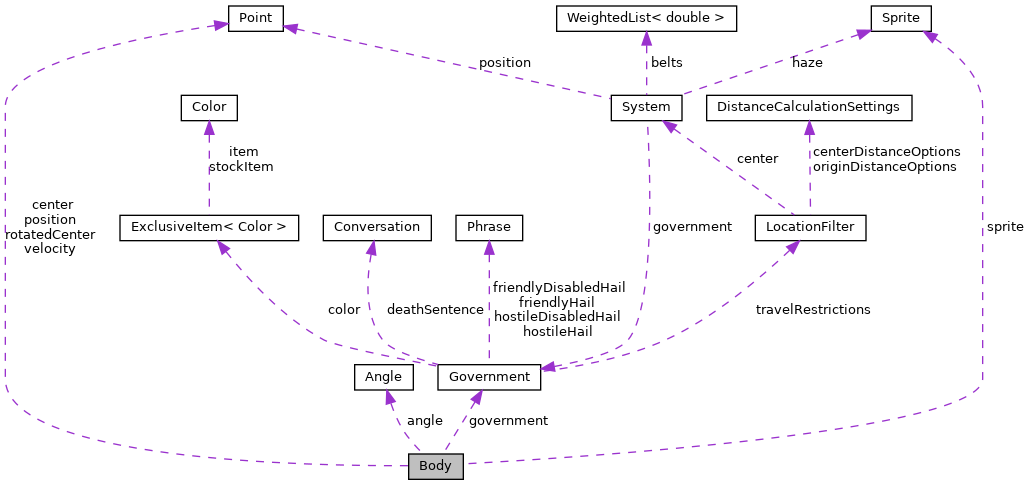 Point
WeightedList< double >
Sprite
position
belts
haze
Color
System
DistanceCalculationSettings
item
stockItem
center
centerDistanceOptions
originDistanceOptions
center
position
rotatedCenter
velocity
ExclusiveItem< Color >
Conversation
Phrase
government
LocationFilter
sprite
color
deathSentence
friendlyDisabledHail
friendlyHail
hostileDisabledHail
hostileHail
travelRestrictions
Angle
Government
angle
government
Body